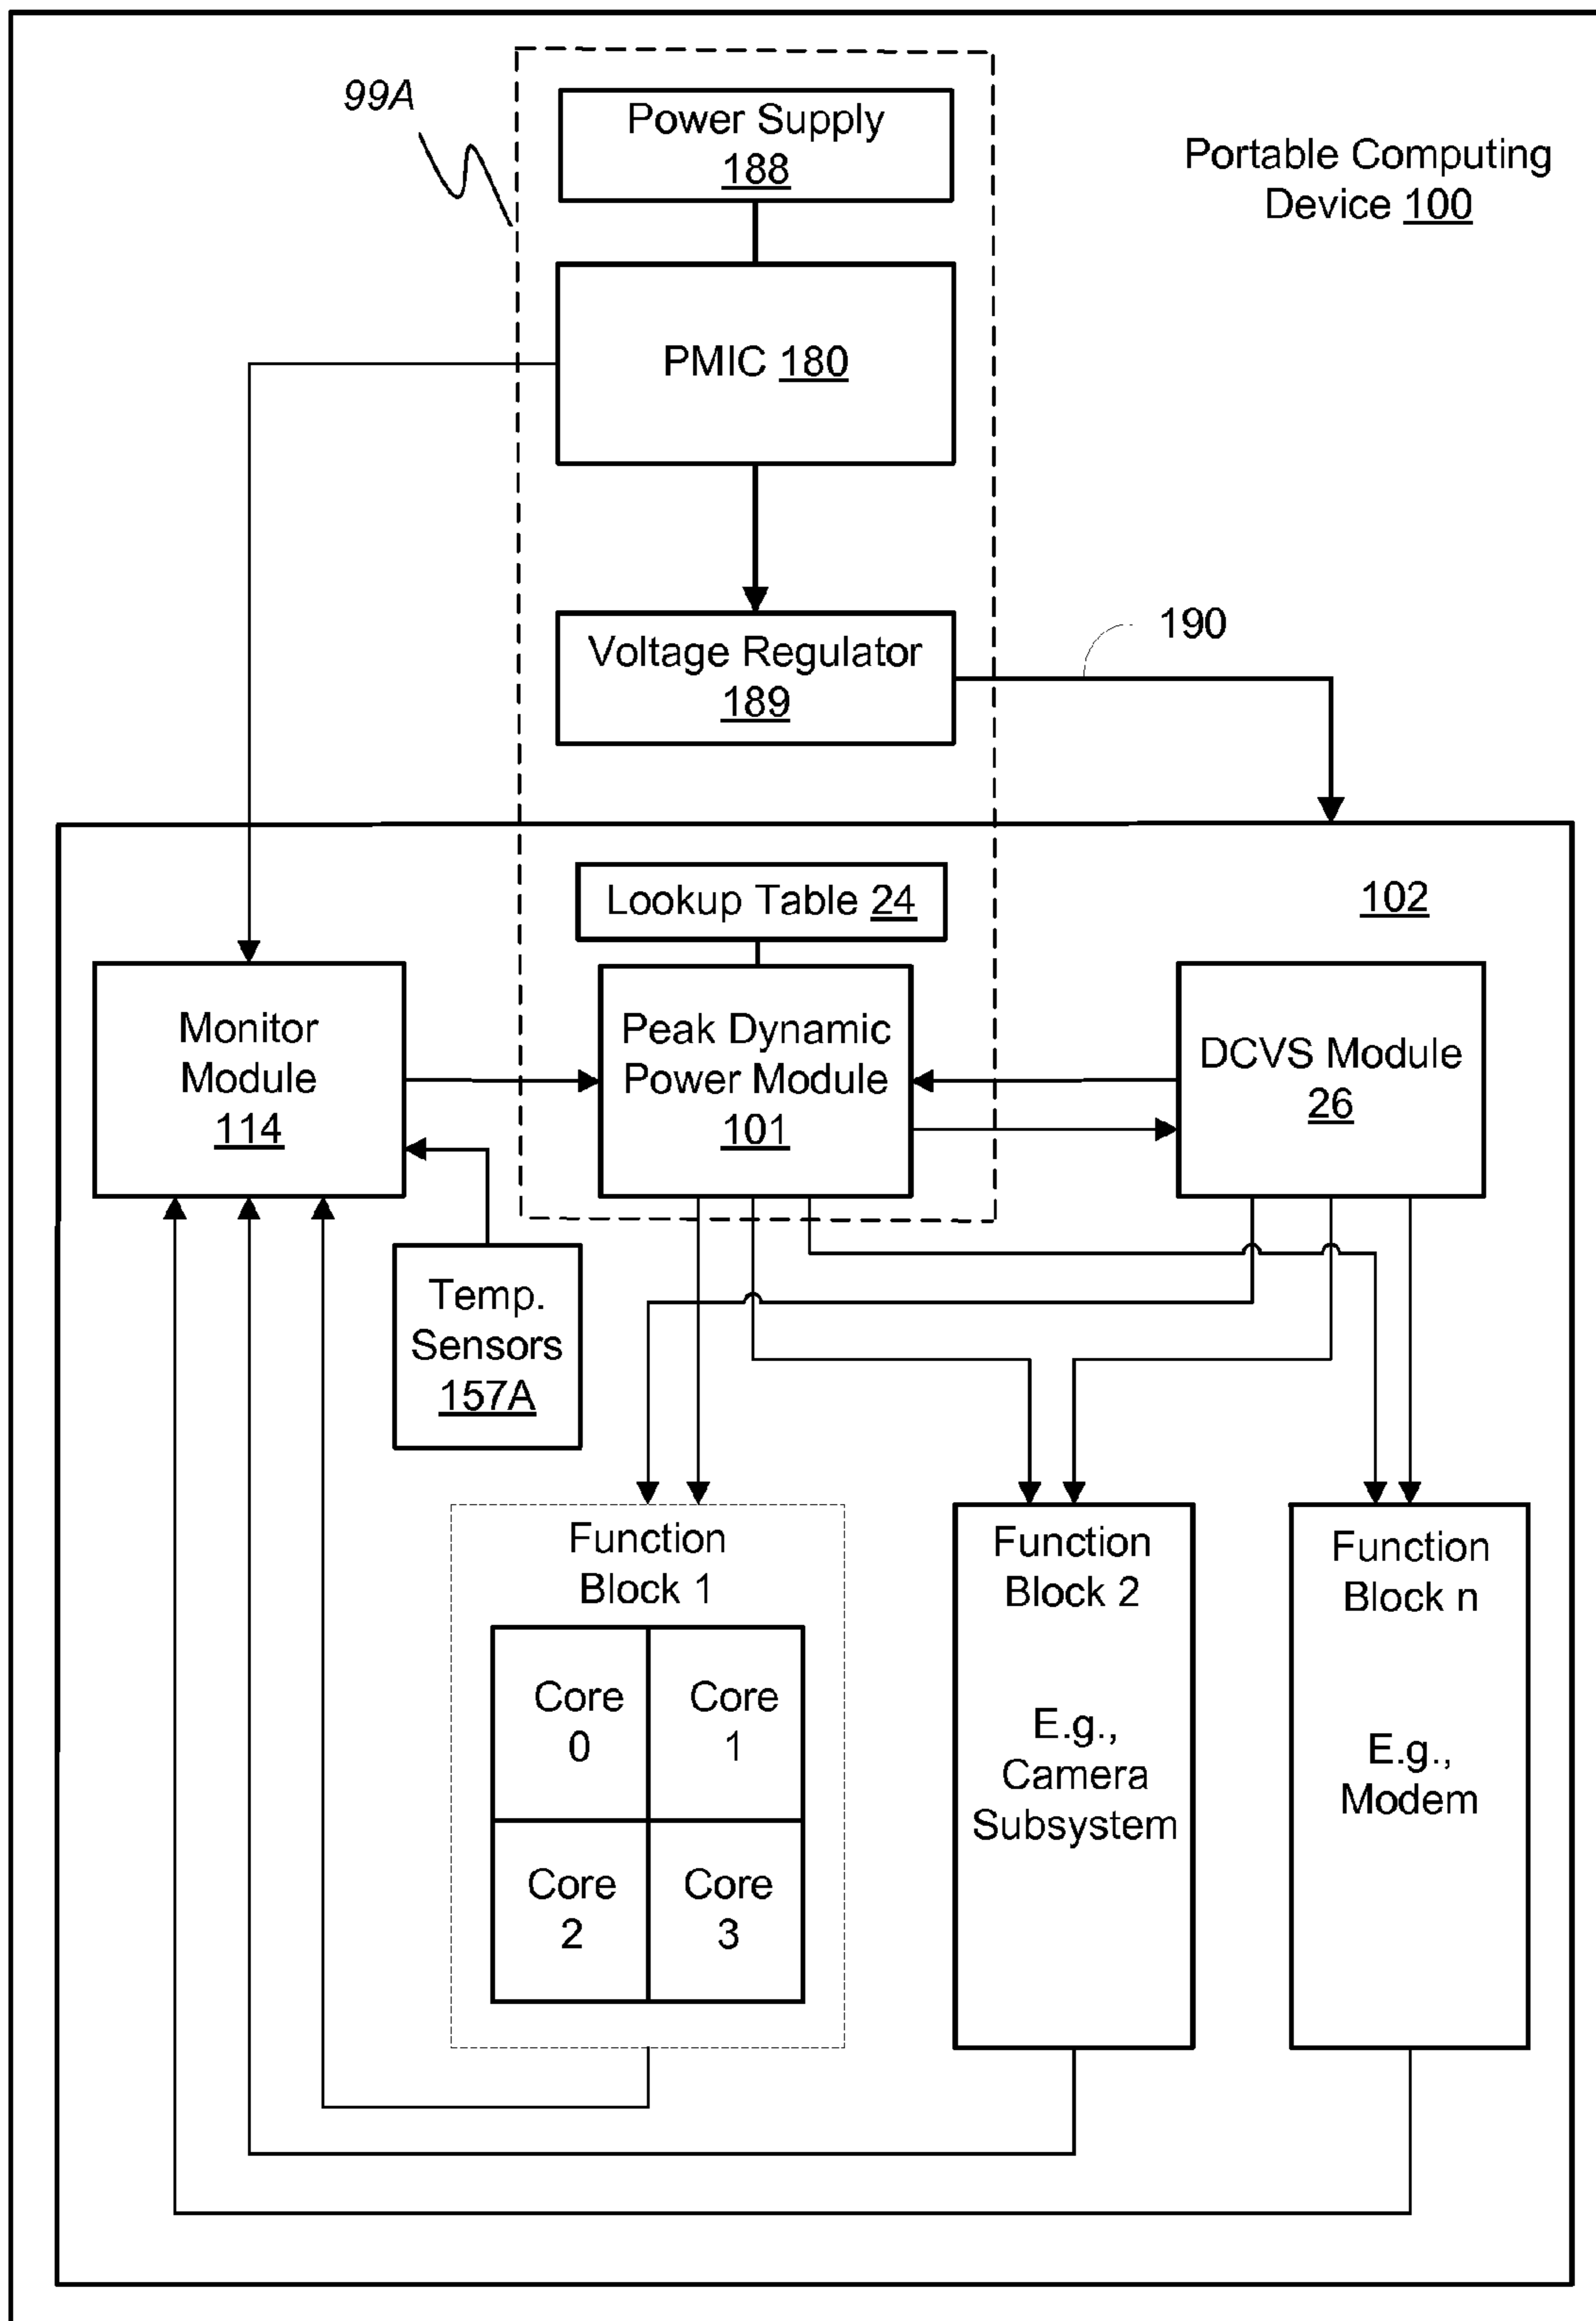 99A
Power Supply
188
Portable Computing
Device 100
PMIC 180
Voltage Regulator
189
190
Lookup Table 24
102
Monitor
Module
114
Peak Dynamic
Power Module
101
DCVS Module
26
Temp.
Sensors
157A
Function
Block 1
Core
0
Core
1
Core
2
Core
3
Function
Block 2
E.g.,
Camera
Subsystem
Function
Block n
E.g.,
Modem